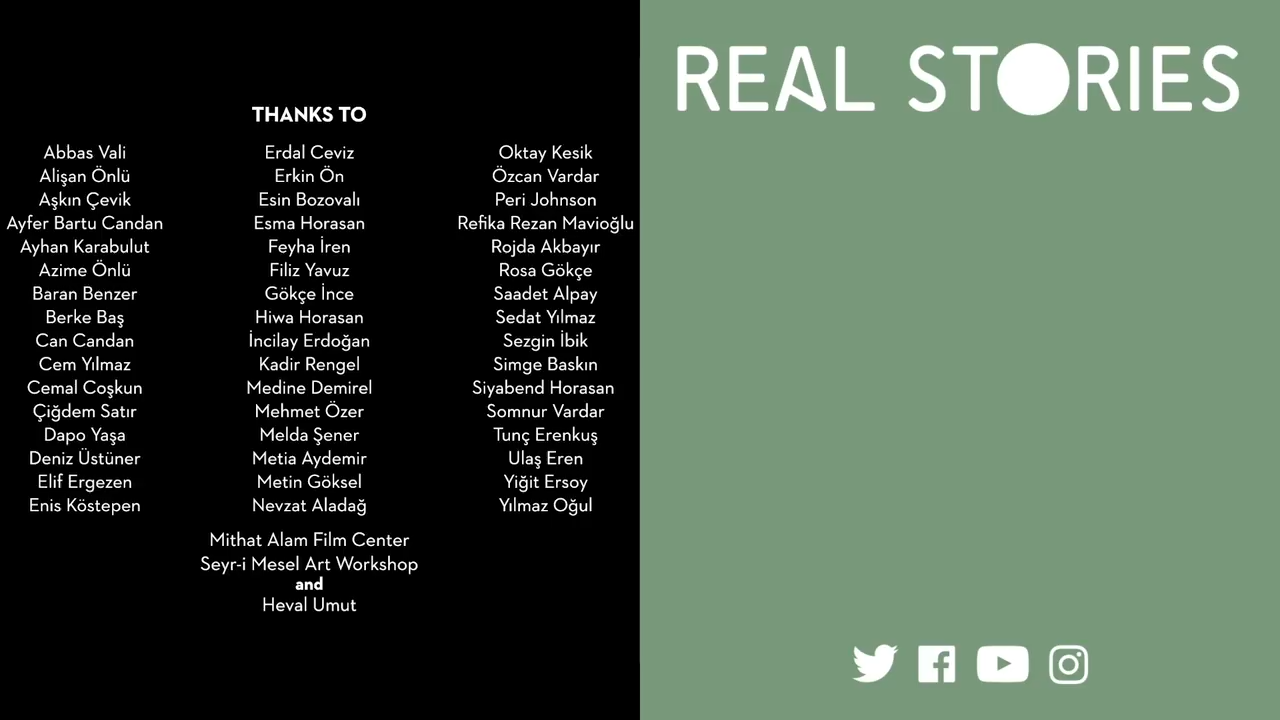 THANKS TO
Abbas Vali
Alişan Önlü
Aşkın Çevik
Ayfer Bartu Candan
Ayhan Karabulut
Azime Önlü
Baran Benzer
Berke Baş
Can Candan
Cem Yılmaz
Cemal Coşkun
Çiğdem Satır
Dapo Yaşa
Deniz Üstüner
Elif Ergezen
Enis Köstepen
Erdal Ceviz
Erkin Ön
Esin Bozovalı
Esma Horasan
Feyha İren
Filiz Yavuz
Gökçe İnce
Hiwa Horasan
İncilay Erdoğan
Kadir Rengel
Medine Demirel
Mehmet Özer
Melda Şener
Metia Aydemir
Metin Göksel
Nevzat Aladağ
Oktay Kesik
Özcan Vardar
Peri Johnson
Refika Rezan Mavioğlu
Rojda Akbayır
Rosa Gökçe
Saadet Alpay
Sedat Yılmaz
Sezgin İbik
Simge Baskın
Siyabend Horasan
Somnur Vardar
Tunç Erenkuş
Ulaş Eren
Yiğit Ersoy
Yılmaz Oğul
Mithat Alam Film Center
Seyr-i Mesel Art Workshop
and
Heval Umut
REAL STORIES